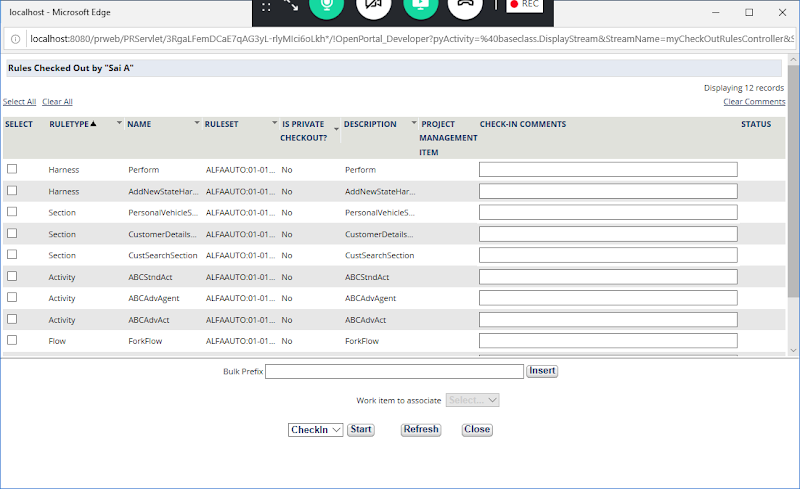 localhost - Microsoft Edge
REC
localhost:8080/prweb/PRServlet/3RgaLFemDCaE7qAG3yL-rlyMIci6oLkh*/!OpenPortal_Developer?pyActivity=%40baseclass.DisplayStream&StreamName=myCheckOutRulesController&S
Rules Checked Out by "Sai A"
Displaying 12 records
Select All Clear All Clear Comments
SELECT RULETYPE NAME RULESET IS PRIVATE CHECKOUT? DESCRIPTION PROJECT MANAGEMENT ITEM CHECK-IN COMMENTS STATUS
Harness Perform ALFAAUTO:01-01... No Perform
Harness AddNewStateHar... ALFAAUTO:01-01... No AddNewStateHar...
Section PersonalVehicleS... ALFAAUTO:01-01... No PersonalVehicleS...
Section CustomerDetails... ALFAAUTO:01-01... No CustomerDetails...
Section CustSearchSection ALFAAUTO:01-01... No CustSearchSection
Activity ABCStndAct ALFAAUTO:01-01... No ABCStndAct
Activity ABCAdvAgent ALFAAUTO:01-01... No ABCAdvAgent
Activity ABCAdvAct ALFAAUTO:01-01... No ABCAdvAct
Flow ForkFlow ALFAAUTO:01-01... No ForkFlow
Bulk Prefix Insert
Work item to associate Select...
CheckIn Start Refresh Close